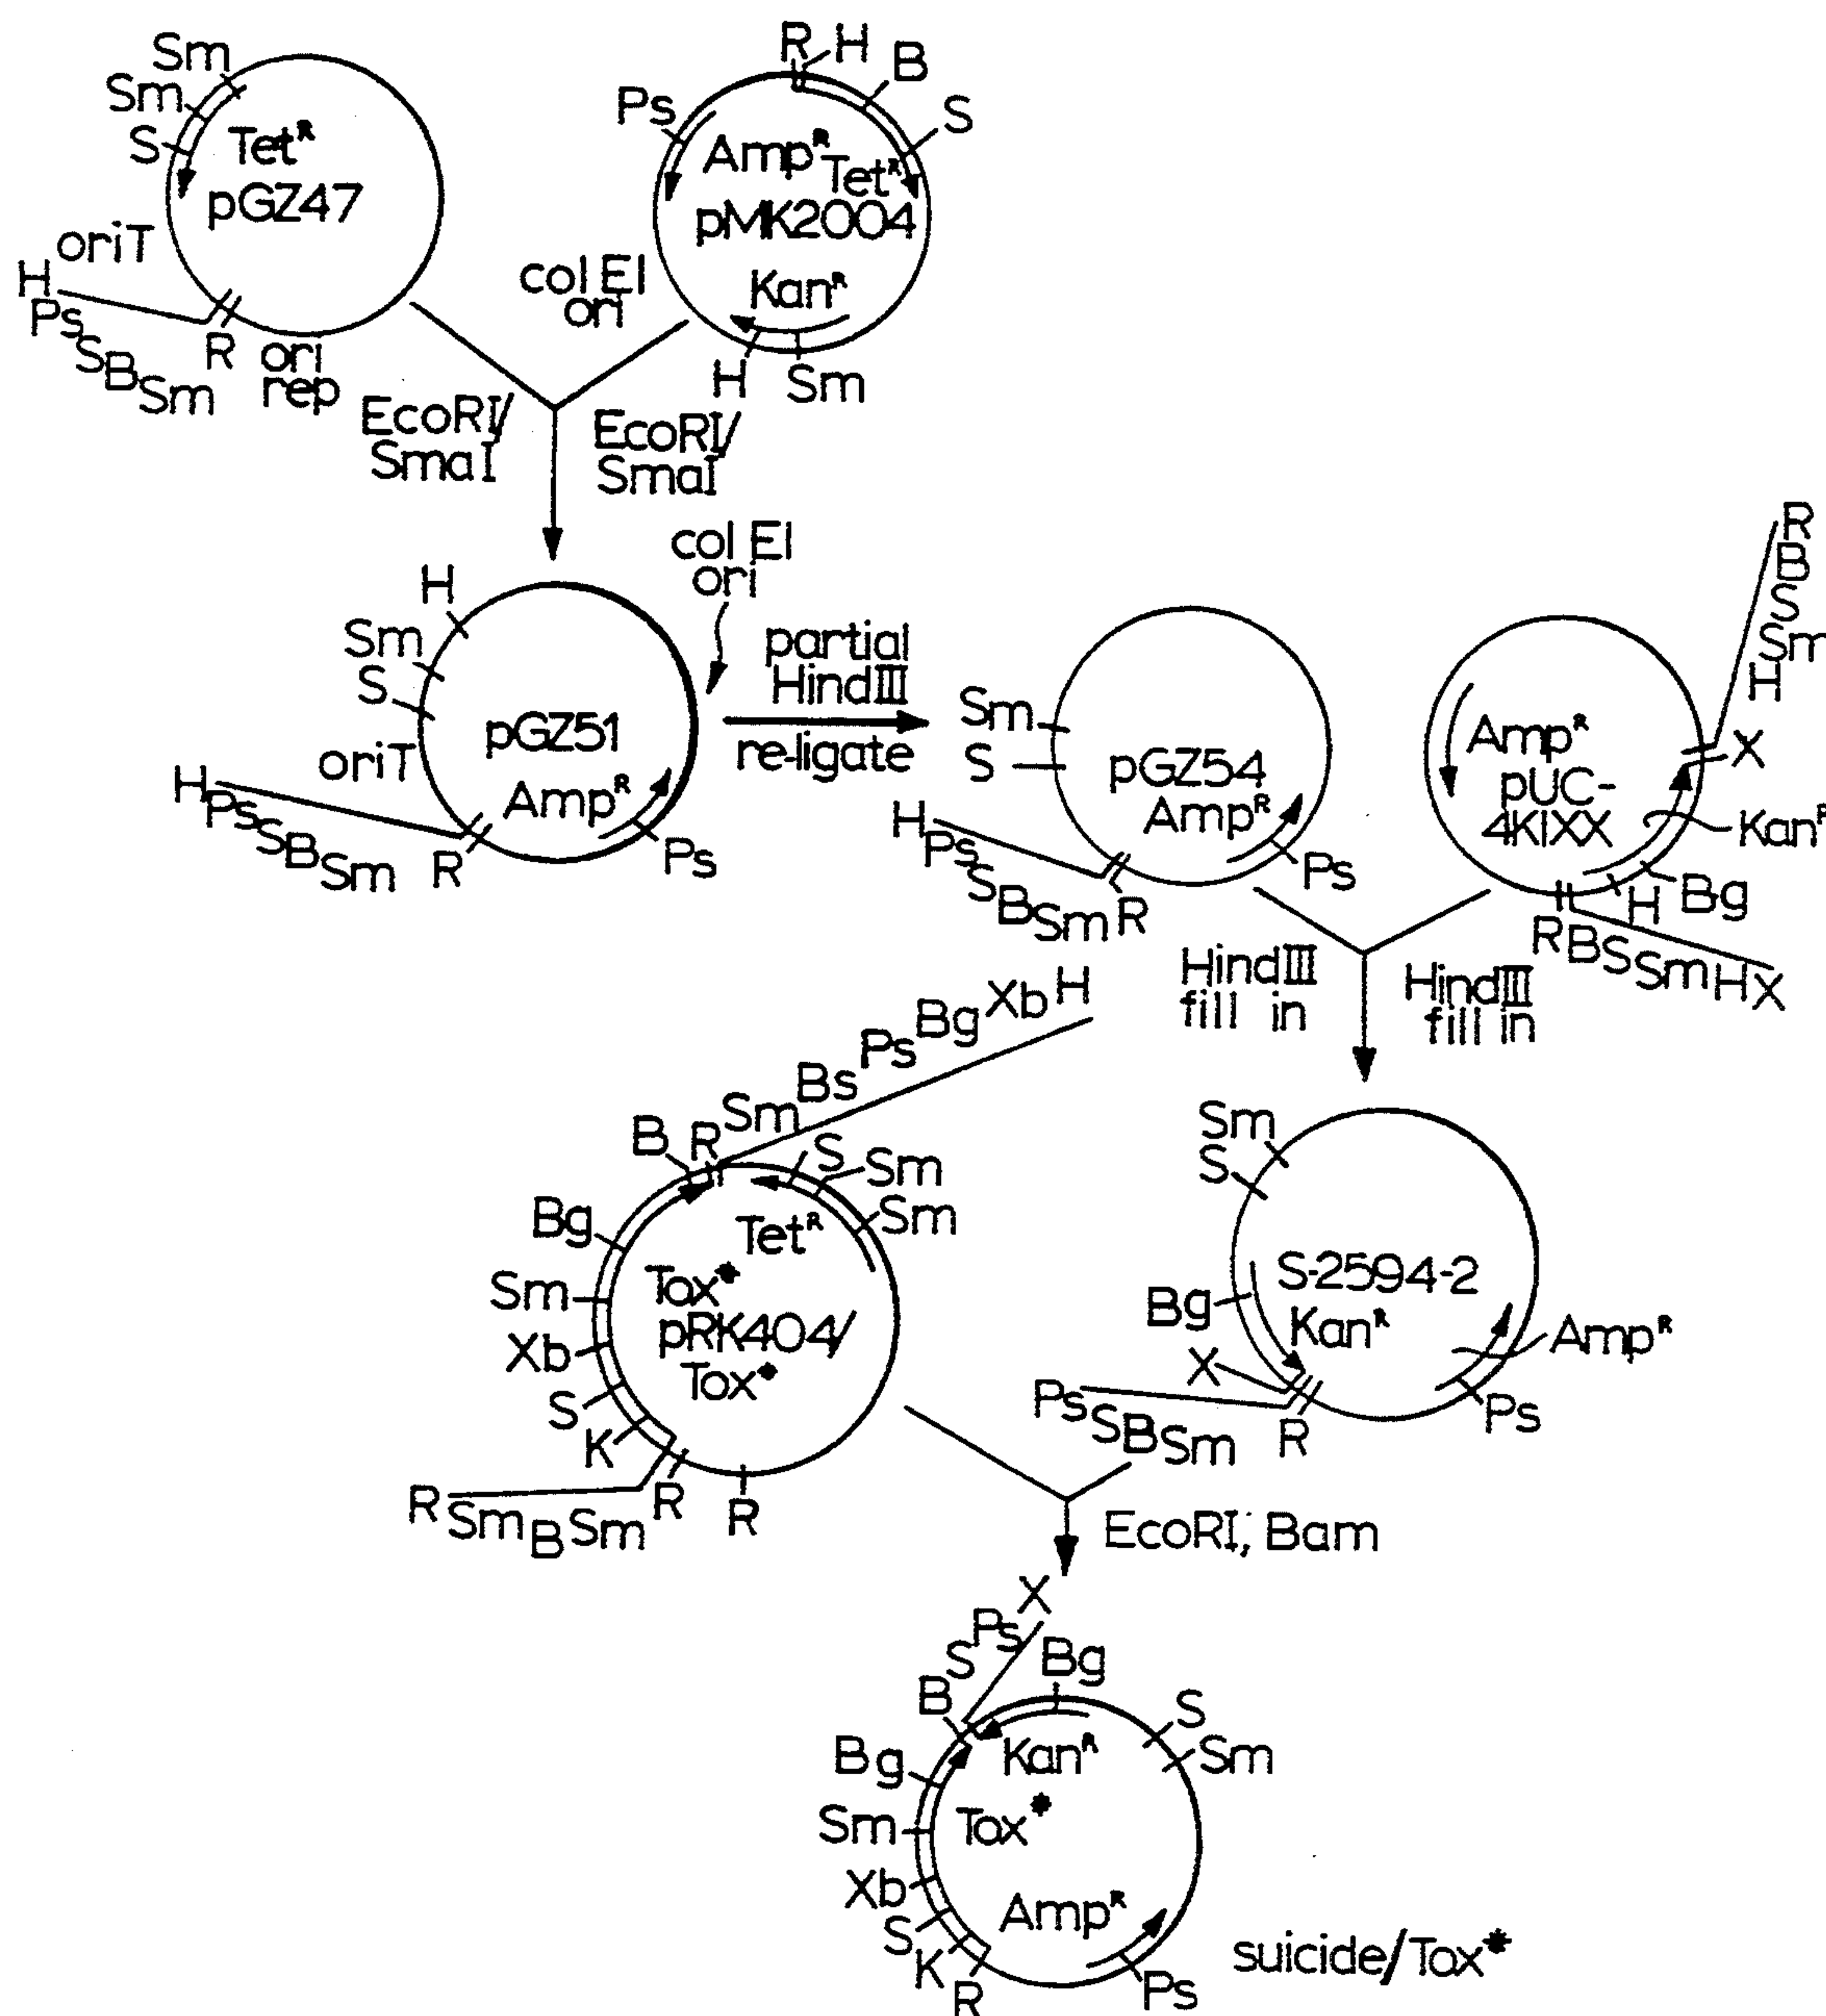 Sm
Sm
S
Tet^R
pGZ47
oriT
H
Ps
S
B
Sm
R
ori
rep
R
H
B
S
Ps
Amp^R
Tet^R
pMK2004
col EI
ori
Kan^R
H
Sm
EcoRI/
SmaI
EcoRI/
SmaI
col EI
ori
H
Sm
S
pGZ51
oriT
Amp^R
H
Ps
S
B
Sm
R
Ps
partial
HindIII
re-ligate
Sm
S
pGZ54
Amp^R
H
Ps
S
B
Sm
R
Ps
R
B
S
Sm
H
X
Amp^R
pUC-
4KIXX
Kan^R
Bg
H
R
B
S
Sm
H
X
HindIII
fill in
HindIII
fill in
H
Xb
Bg
Ps
Bs
Sm
R
B
S
Sm
Sm
Bg
Tet^R
Sm
Tox*
pRK404/
Tox*
Xb
S
K
R
Sm
B
Sm
R
R
Sm
S
S-2594-2
Bg
Kan^R
Amp^R
X
Ps
S
B
Sm
R
Ps
EcoRI, Bam
X
Ps
S
B
Bg
S
Sm
Kan^R
Bg
Sm
Tox*
Xb
Amp^R
S
K
R
Ps
suicide/Tox*